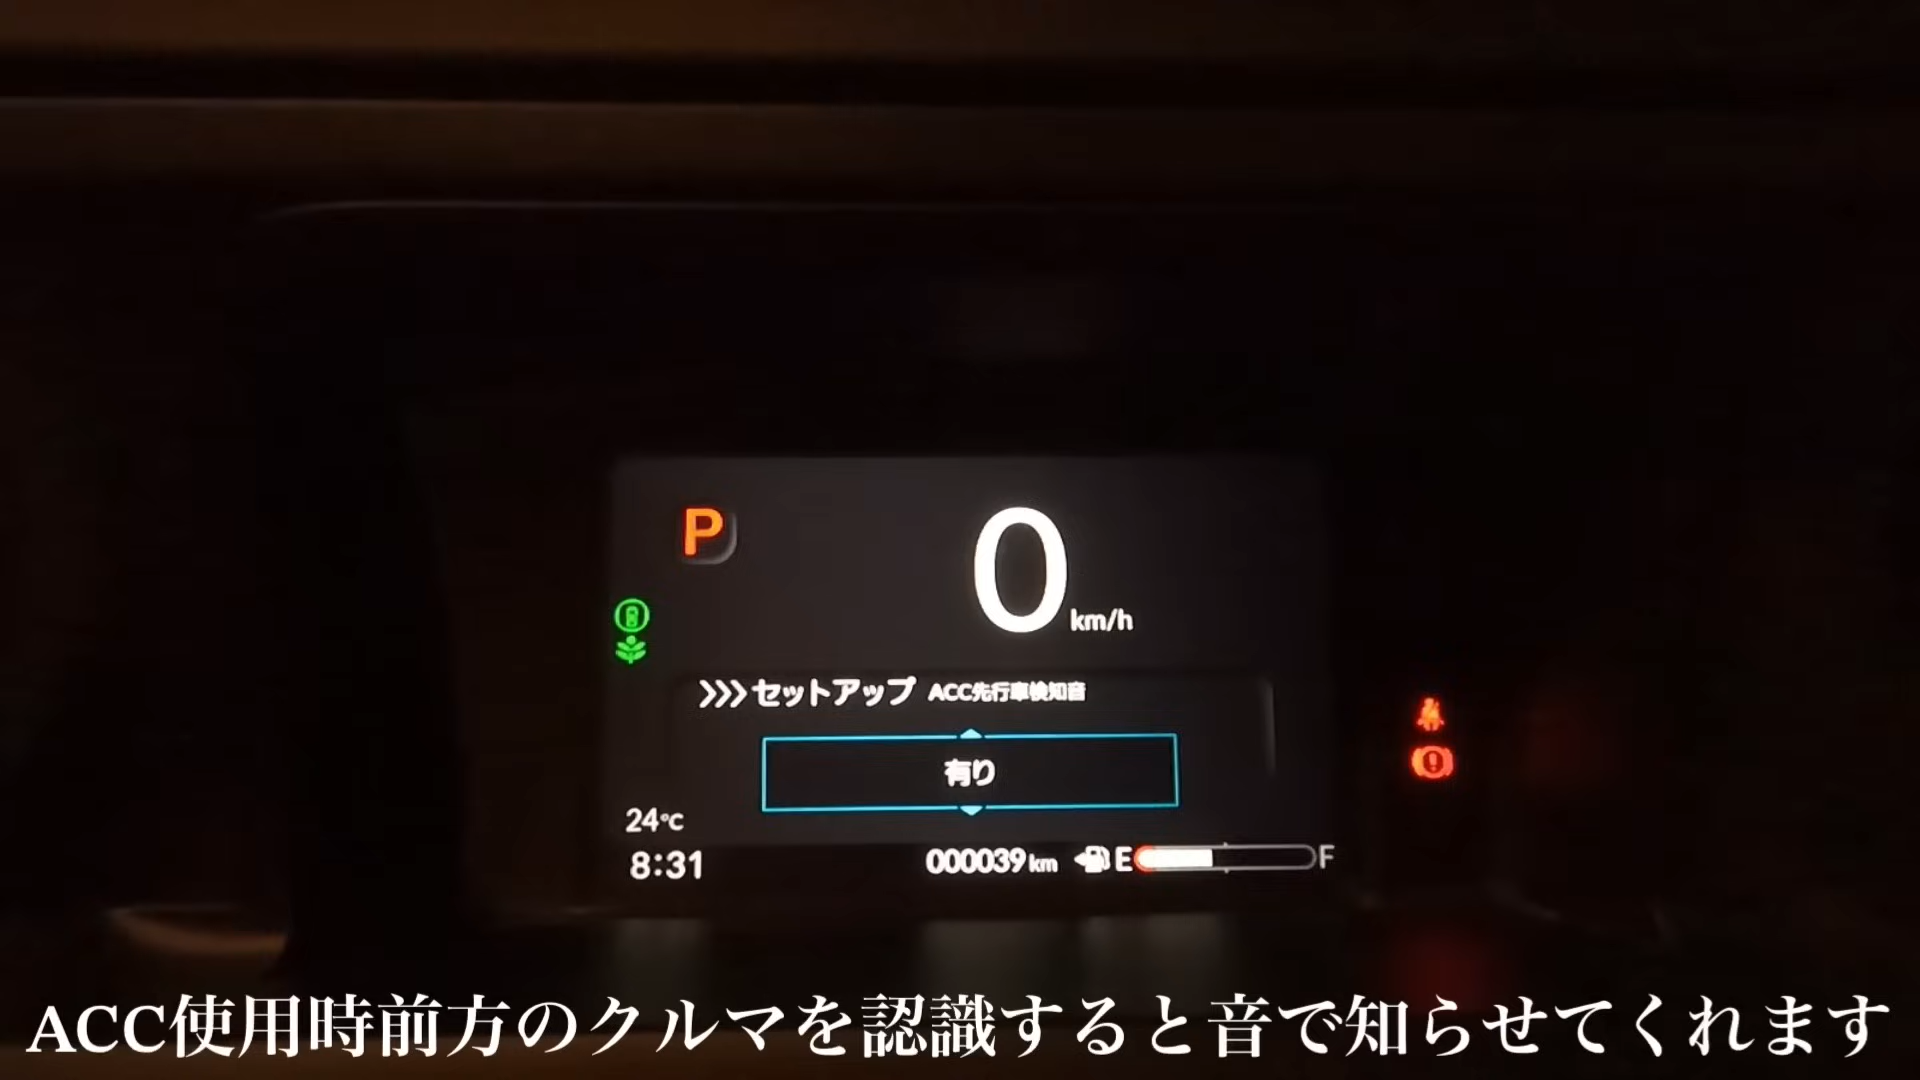 P
0 km/h
>>>セットアップ ACC先行車検知音
有り
24℃
8:31
000039km E F
ACC使用時前方のクルマを認識すると音で知らせてくれます